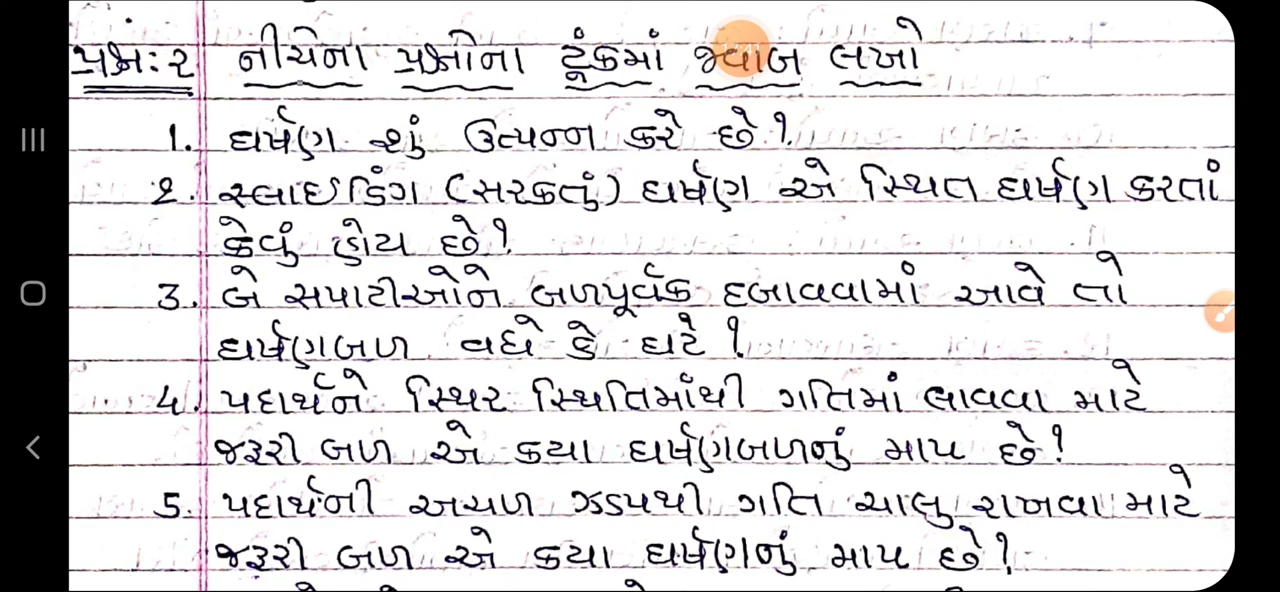 પ્રશ્ન: ૨ નીચેના પ્રશ્નોના ટૂંકમાં જવાબ લખો
1. ઘર્ષણ શું ઉત્પન્ન કરે છે?
2. સ્લાઇડિંગ (સરકતું) ઘર્ષણ એ સ્થિત ઘર્ષણ કરતાં
કેવું હોય છે?
3. બે સપાટીઓને બળપૂર્વક દબાવવામાં આવે તો
ઘર્ષણબળ વધે કે ઘટે?
4. પદાર્થને સ્થિર સ્થિતિમાંથી ગતિમાં લાવવા માટે
જરૂરી બળ એ કયા ઘર્ષણબળનું માપ છે?
5. પદાર્થની અચળ ઝડપથી ગતિ ચાલુ રાખવા માટે
જરૂરી બળ એ કયા ઘર્ષણનું માપ છે?